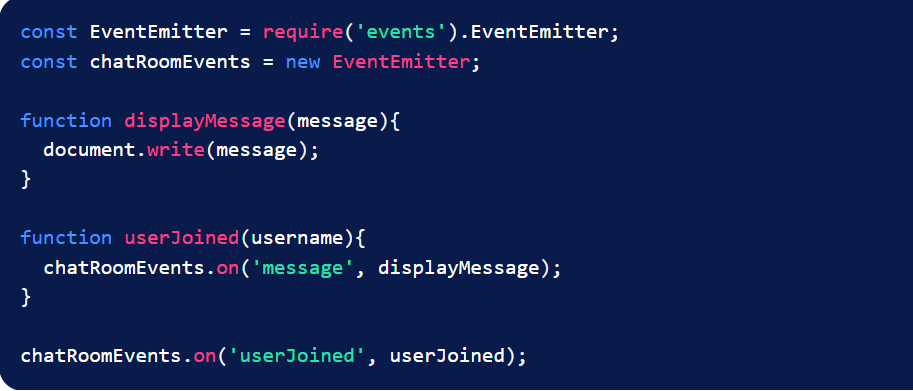 const EventEmitter = require('events').EventEmitter;
const chatRoomEvents = new EventEmitter;
function displayMessage(message){
  document.write(message);
}
function userJoined(username){
  chatRoomEvents.on('message', displayMessage);
}
chatRoomEvents.on('userJoined', userJoined);